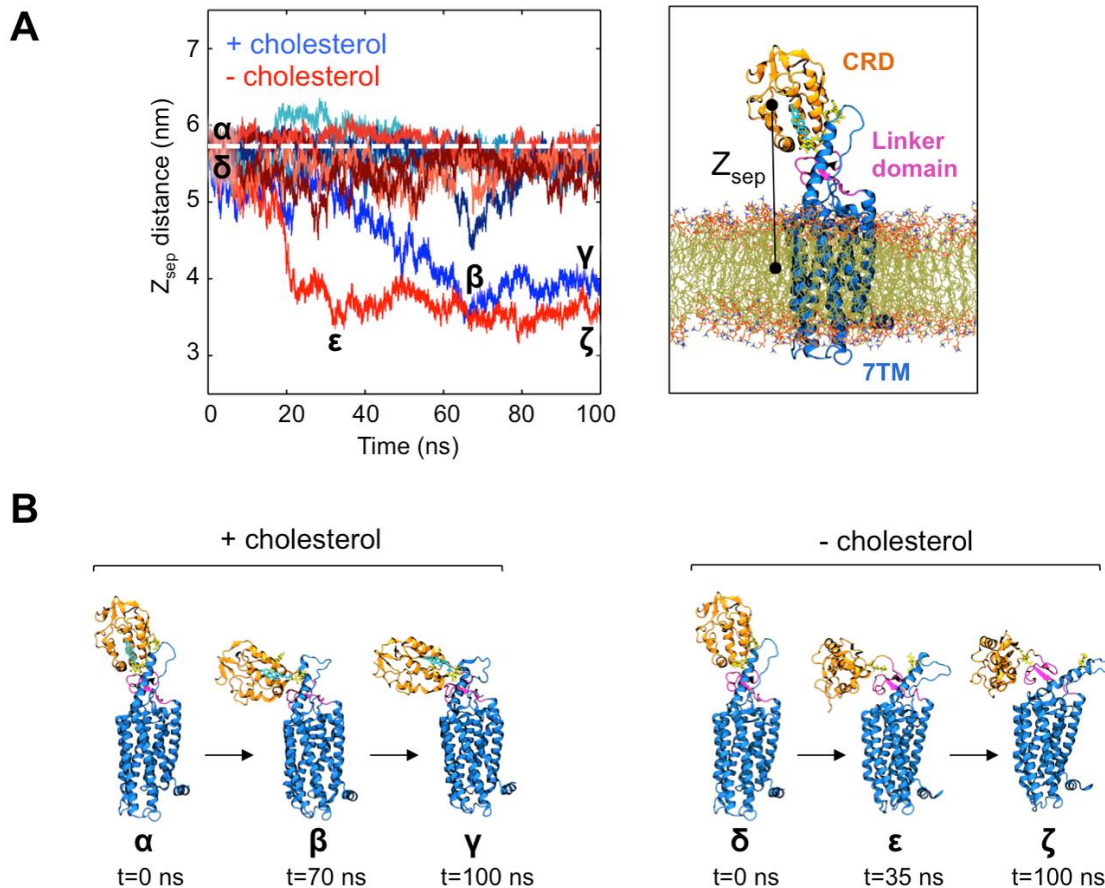 A
7
6
5
4
3
Zsep distance (nm)
+ cholesterol
- cholesterol
α
δ
β
γ
ε
ζ
0 20 40 60 80 100
Time (ns)
CRD
Linker
domain
Zsep
7TM
B
+ cholesterol
- cholesterol
α β γ δ ε ζ
t=0 ns t=70 ns t=100 ns t=0 ns t=35 ns t=100 ns